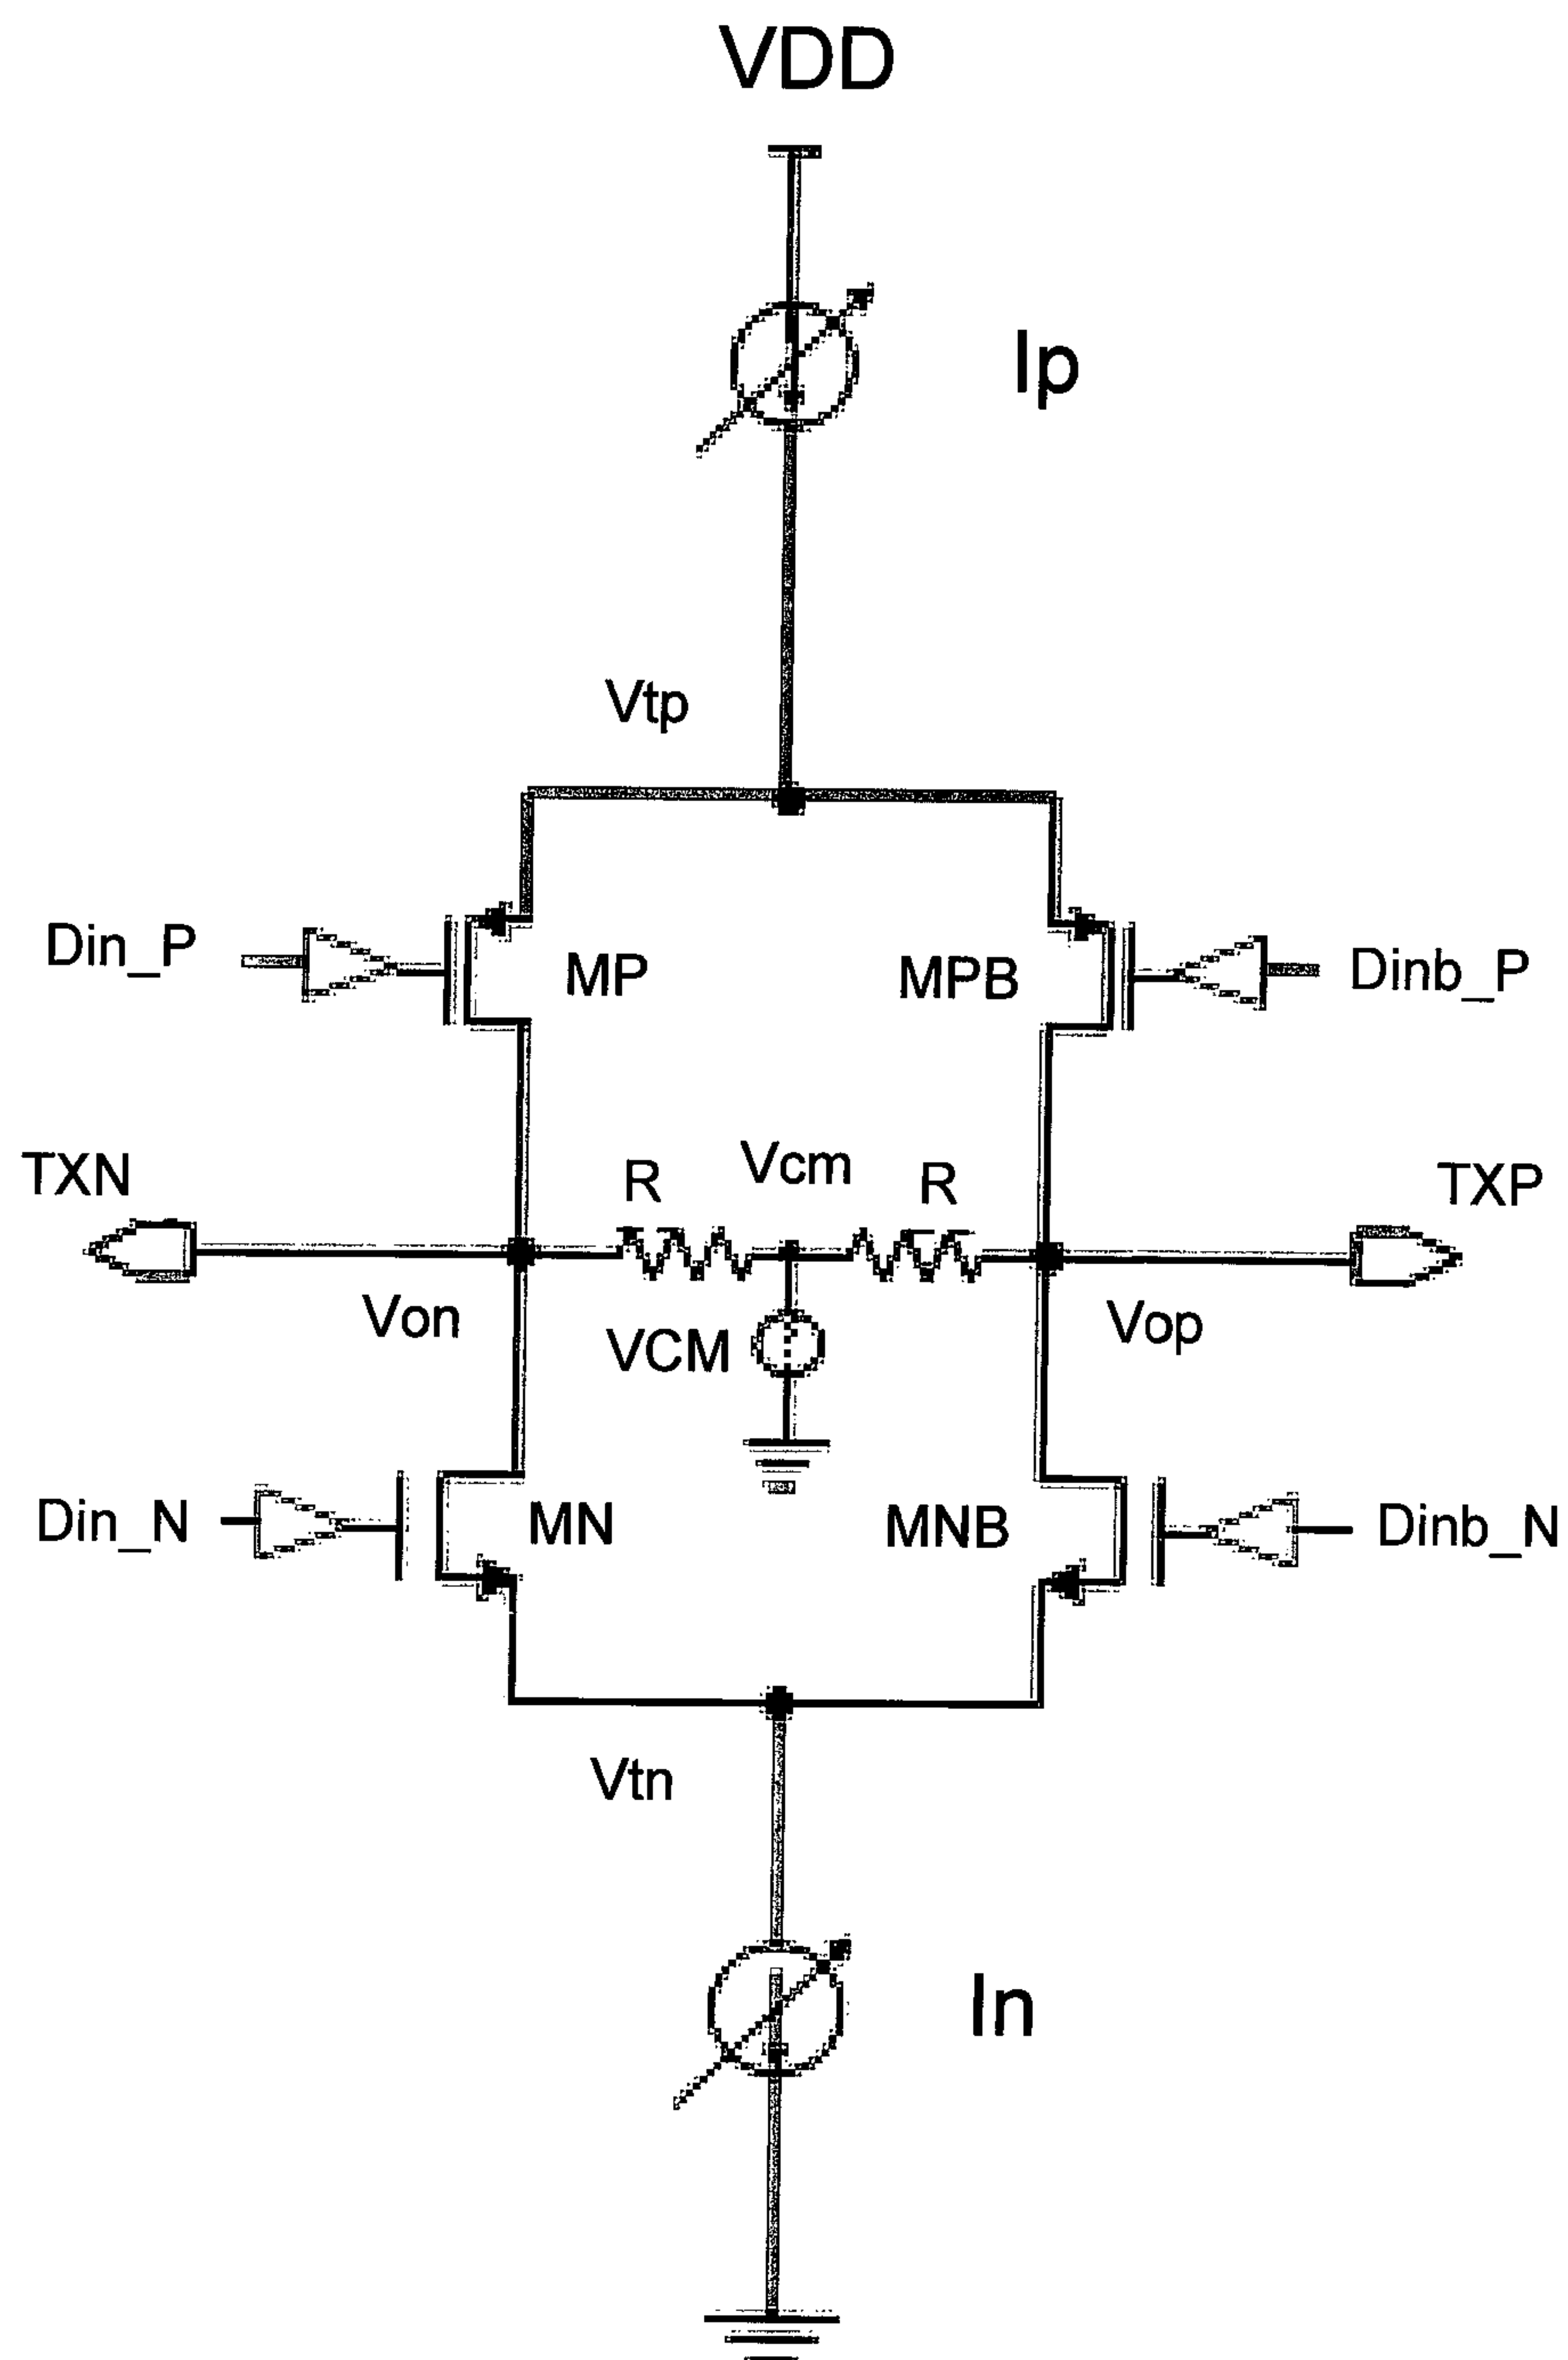 VDD
Ip
Vtp
Din_P
MP
MPB
Dinb_P
TXN
R
Vcm
R
TXP
Von
VCM
Vop
Din_N
MN
MNB
Dinb_N
Vtn
In